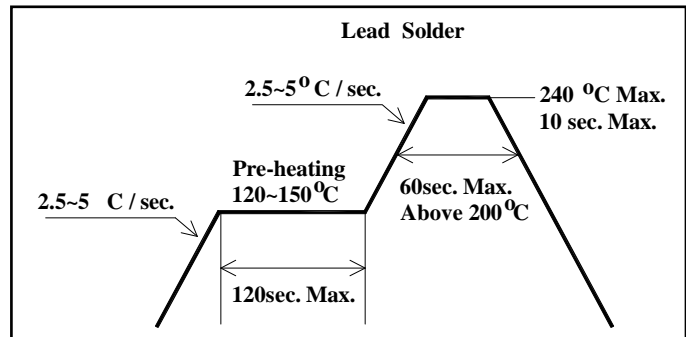 Lead Solder
2.5~5°C / sec.
240 °C Max.
10 sec. Max.
Pre-heating
120~150°C
2.5~5 C / sec.
60sec. Max.
Above 200°C
120sec. Max.